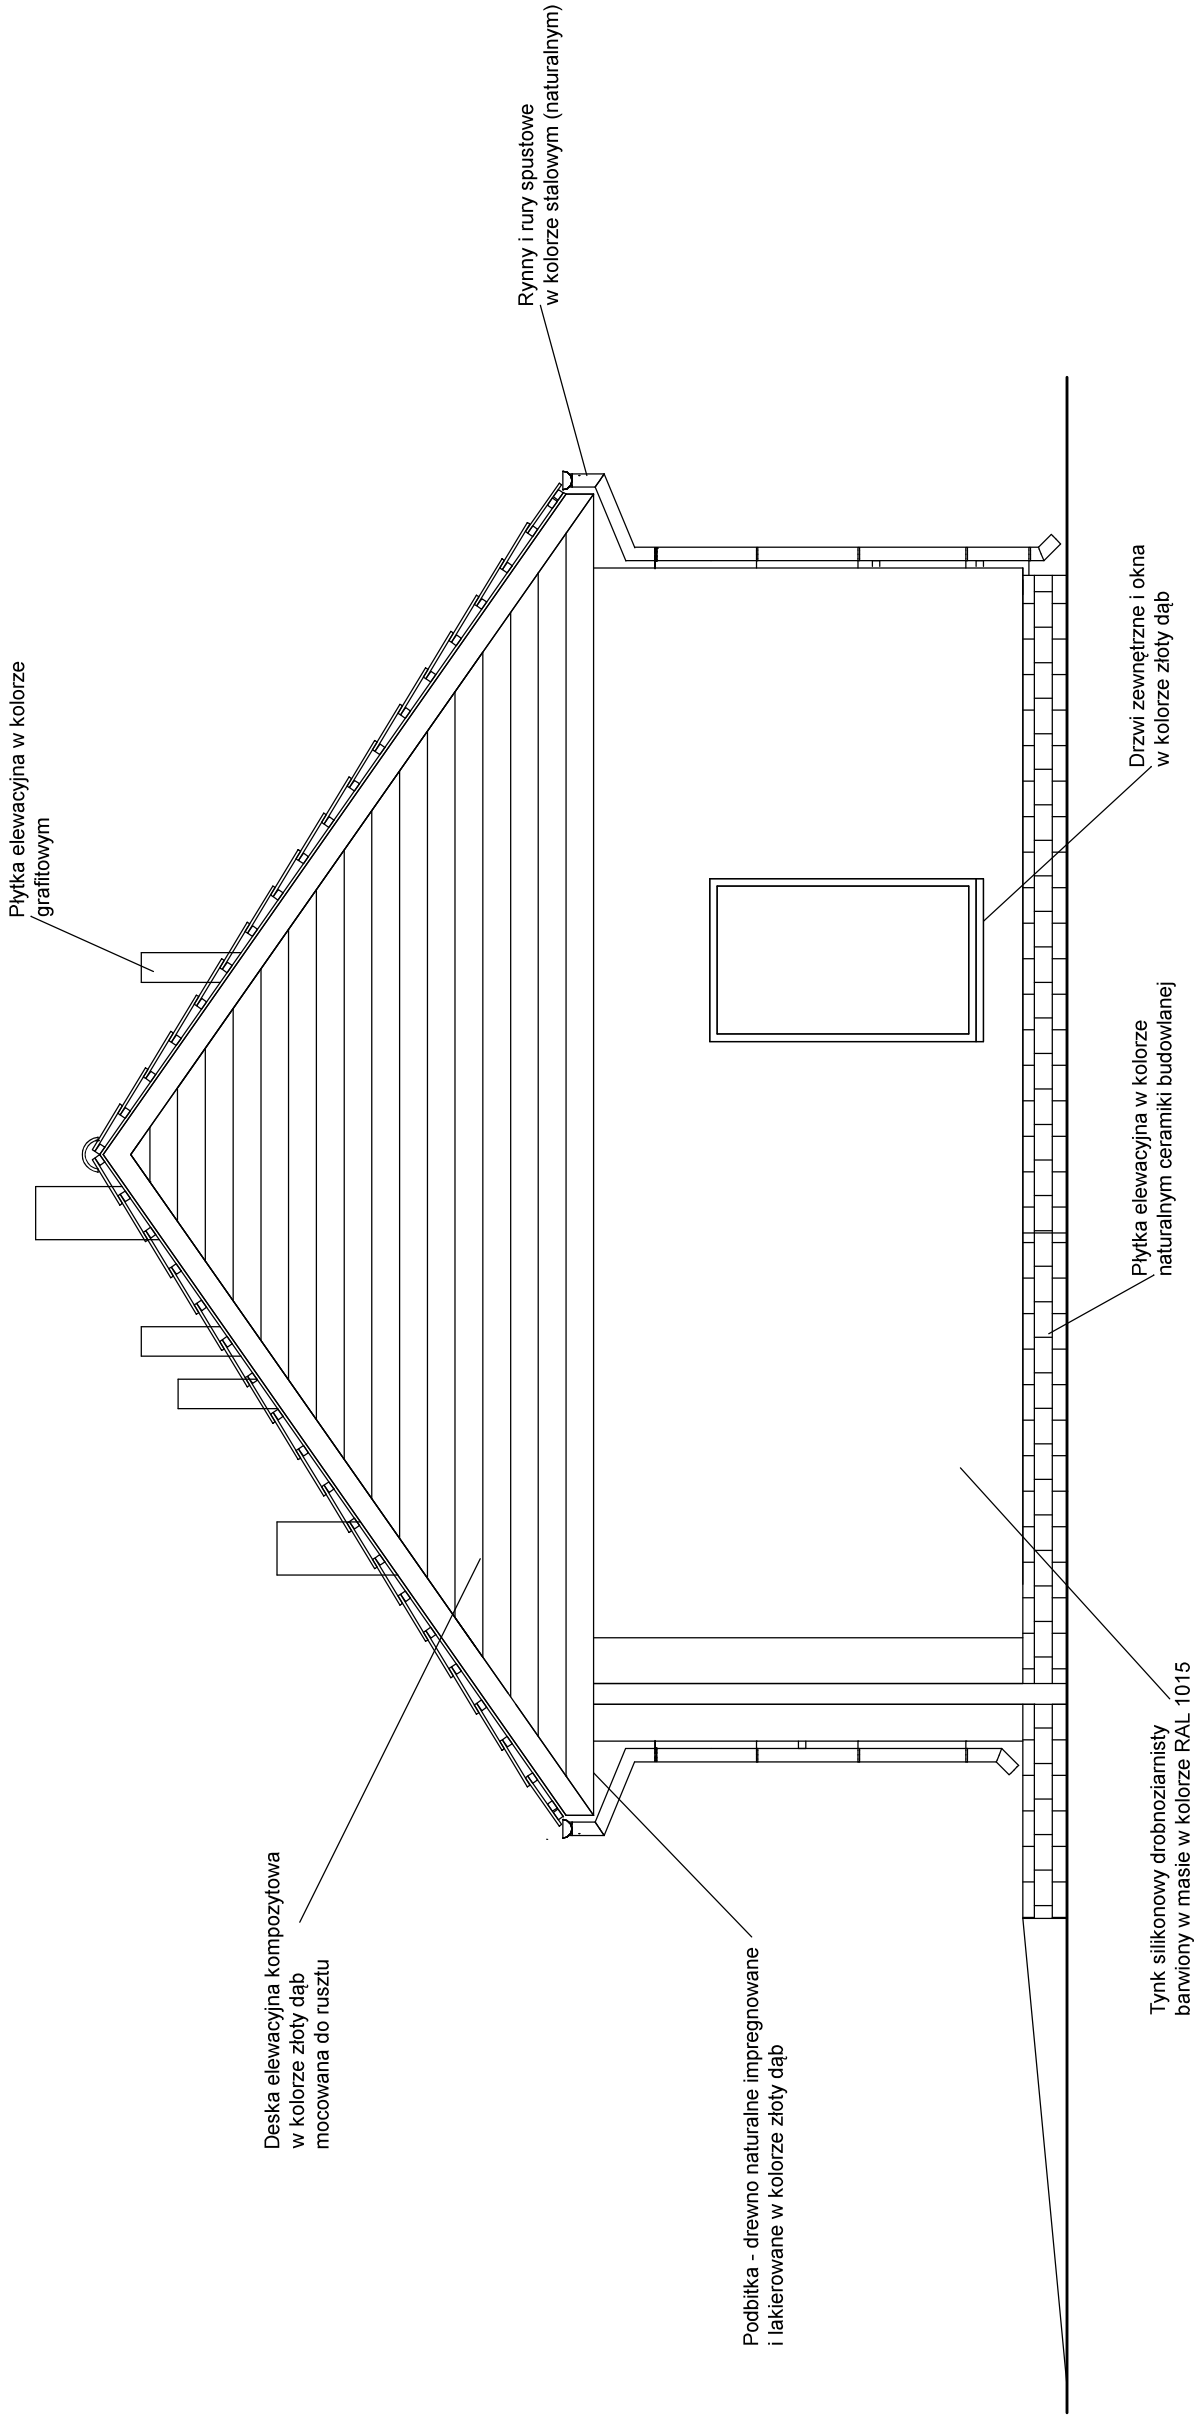 Deska elewacyjna kompozytowa
w kolorze złoty dąb
mocowana do rusztu
Płytka elewacyjna w kolorze
grafitowym
Rynny i rury spustowe
w kolorze stalowym (naturalnym)
Podbitka - drewno naturalne impregnowane
i lakierowane w kolorze złoty dąb
Tynk silikonowy drobnoziarnisty
barwiony w masie w kolorze RAL 1015
Płytka elewacyjna w kolorze
naturalnym ceramiki budowlanej
Drzwi zewnętrzne i okna
w kolorze złoty dąb